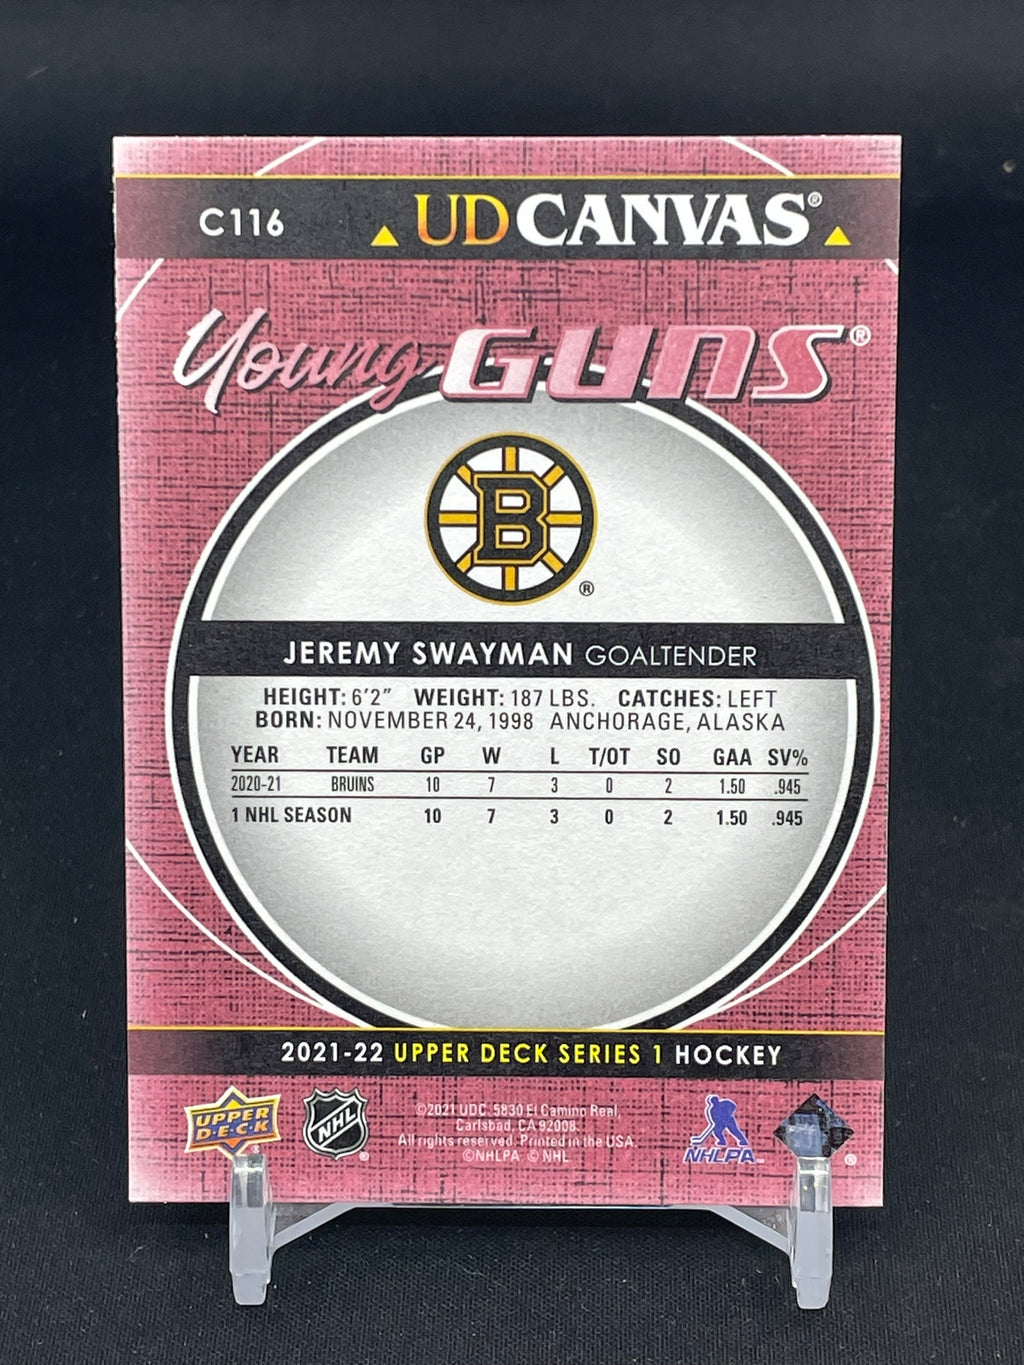 C116 UD CANVAS®
Young GUNS®
B
®
JEREMY SWAYMAN GOALTENDER
HEIGHT: 6'2" WEIGHT: 187 LBS. CATCHES: LEFT
BORN: NOVEMBER 24, 1998 ANCHORAGE, ALASKA
YEAR TEAM GP W L T/OT SO GAA SV%
2020-21 BRUINS 10 7 3 0 2 1.50 .945
1 NHL SEASON 10 7 3 0 2 1.50 .945
2021-22 UPPER DECK SERIES 1 HOCKEY
UPPER
DECK
NHL
©2021 UDC. 5830 El Camino Real,
Carlsbad, CA 92008.
All rights reserved. Printed in the USA.
©NHLPA. © NHL.
NHLPA